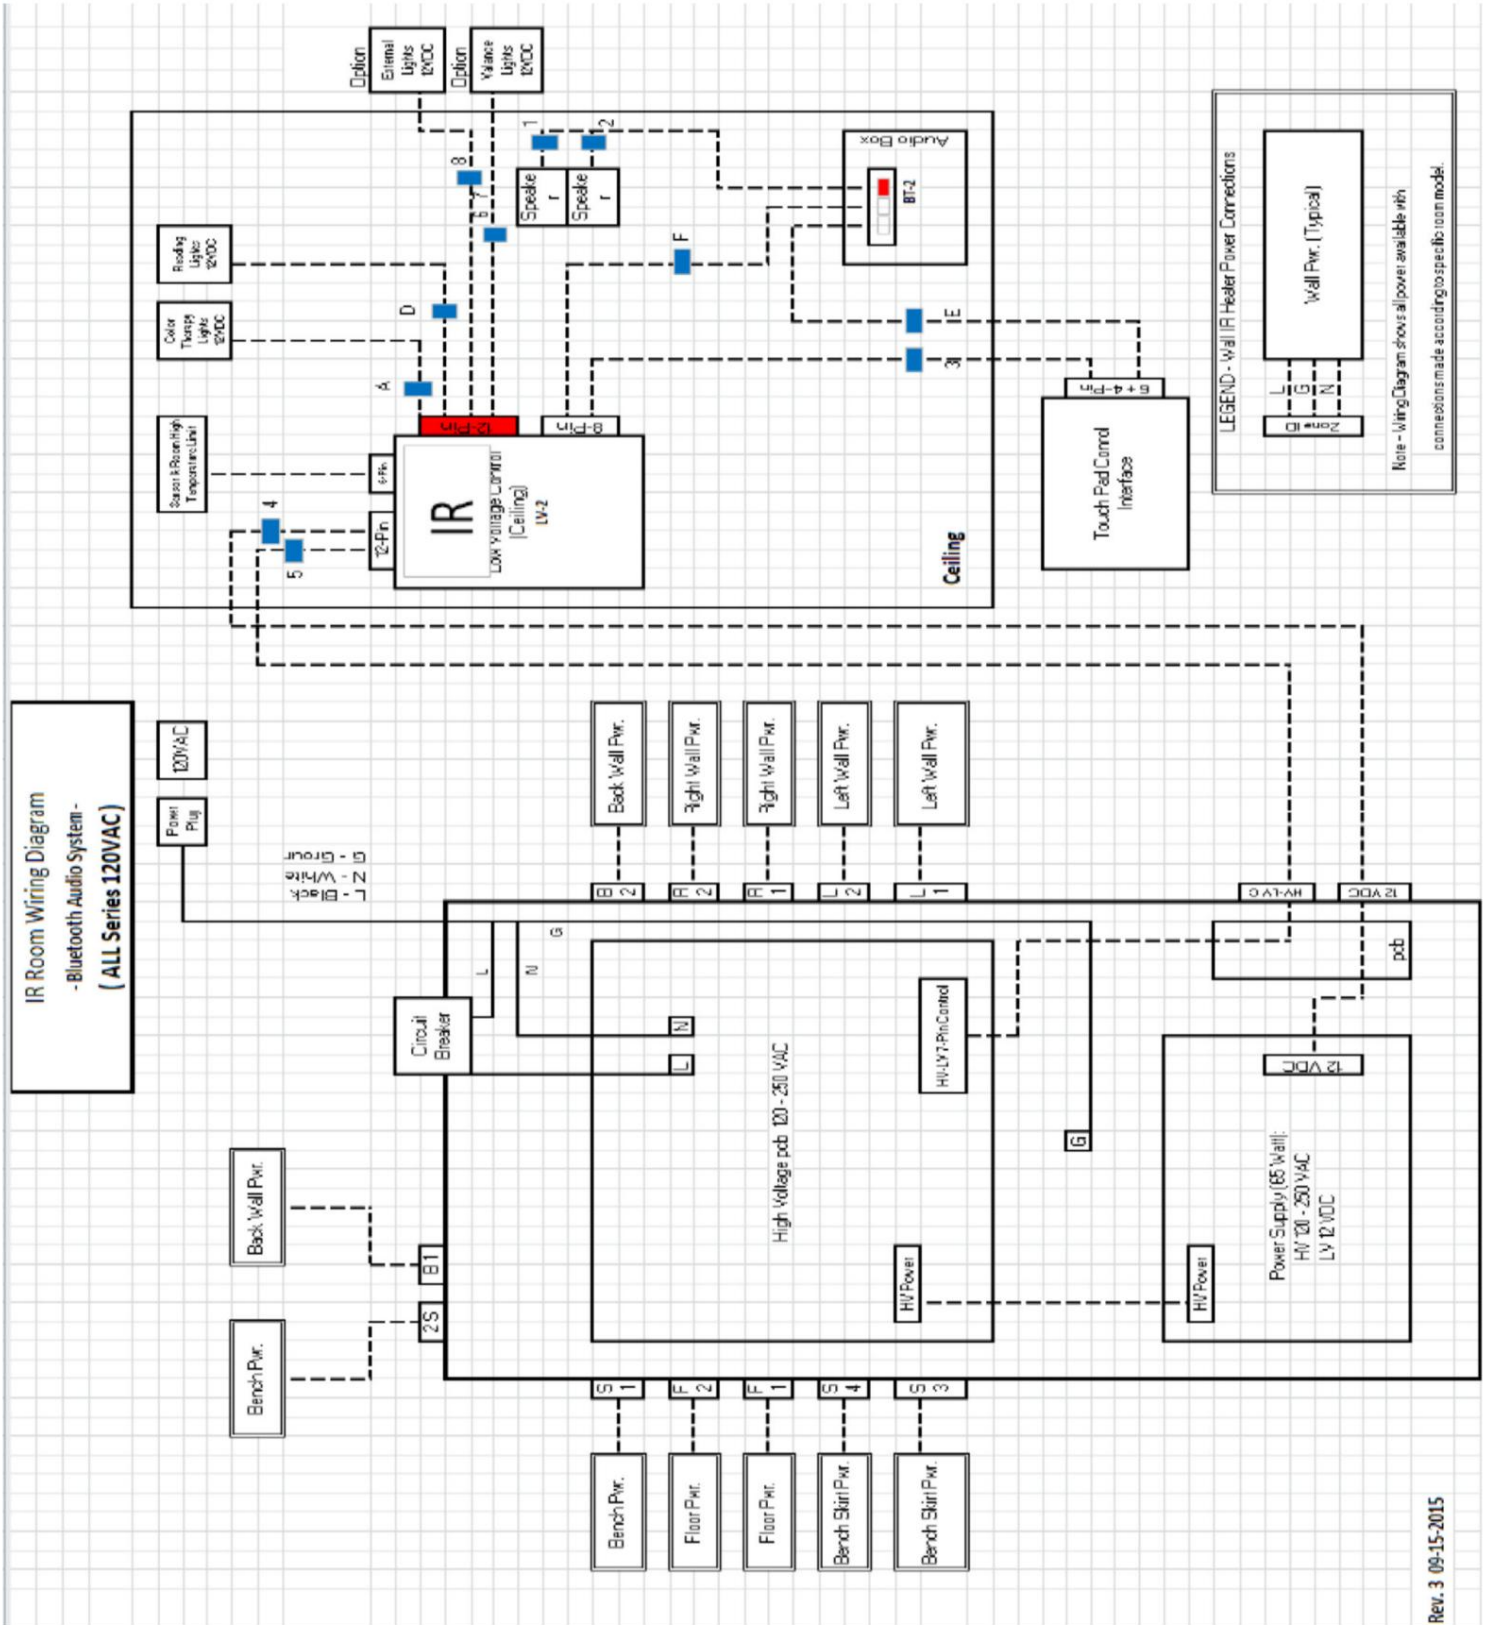 IR Room Wiring Diagram
- Bluetooth Audio System -
( ALL Series 120VAC)
120VAC
Power
Plug
L - Black
N - White
G - Groun
Option
External
Lights
12VDC
Option
Valance
Lights
12VDC
Reading
Lights
12VDC
Color
Therapy
Lights
12VDC
Sensor & Room High
Temperature Limit
4
5
A
D
8
7
6
1
2
Speake
r
Speake
r
F
E
3
Audio Box
BT-2
12-Pin
6-Pin
12-Pin
8-Pin
IR
Low Voltage Control
(Ceiling)
LV-2
Ceiling
6 + 4-Pin
Touch Pad Control
Interface
LEGEND - Wall IR Heater Power Connections
Wall Pwr. (Typical)
L
G
N
Zone ID
Note - Wiring Diagram shows all power available with
connections made according to specific room model.
Back Wall Pwr.
Right Wall Pwr.
Right Wall Pwr.
Left Wall Pwr.
Left Wall Pwr.
B
2
R
2
R
1
L
2
L
1
HV-LV C
12 VDC
pcb
Circuit
Breaker
L
N
G
L
N
High Voltage pcb 120 - 250 VAC
HV-LV 7-Pin Control
HV Power
G
12 VDC
Power Supply (65 Watt):
HV 120 - 250 VAC
LV 12 VDC
HV Power
Back Wall Pwr.
B1
Bench Pwr.
2S
S
1
F
2
F
1
S
4
S
3
Bench Pwr.
Floor Pwr.
Floor Pwr.
Bench Skirt Pwr.
Bench Skirt Pwr.
Rev. 3 09-15-2015